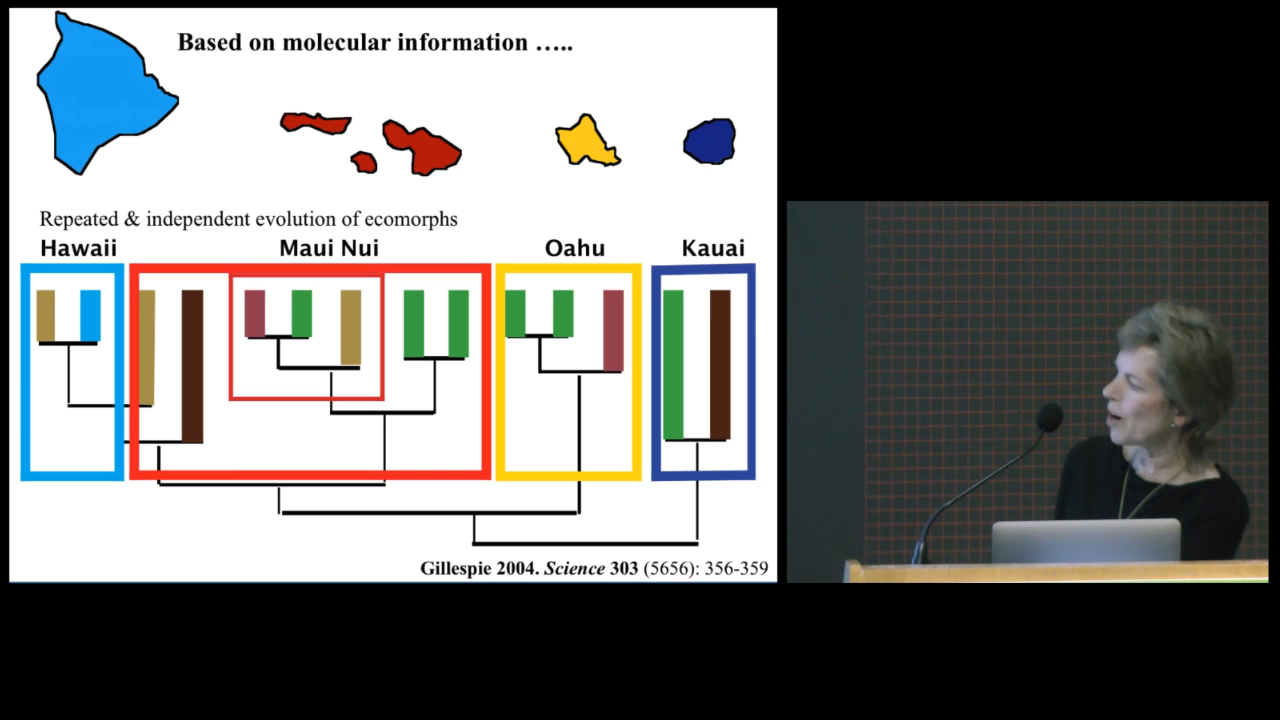 Based on molecular information …..
Repeated & independent evolution of ecomorphs
Hawaii Maui Nui Oahu Kauai
Gillespie 2004. Science 303 (5656): 356-359